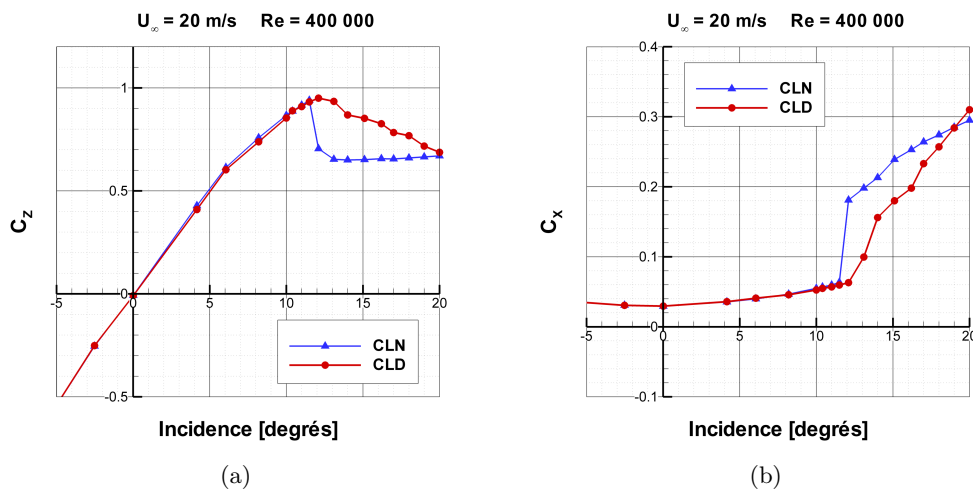 U∞ = 20 m/s Re = 400 000
1
0.5
0
-0.5
-5
0
5
10
15
20
Cz
CLN
CLD
Incidence [degrés]
(a)
U∞ = 20 m/s Re = 400 000
0.4
0.3
0.2
0.1
0
-0.1
-5
0
5
10
15
20
Cx
CLN
CLD
Incidence [degrés]
(b)